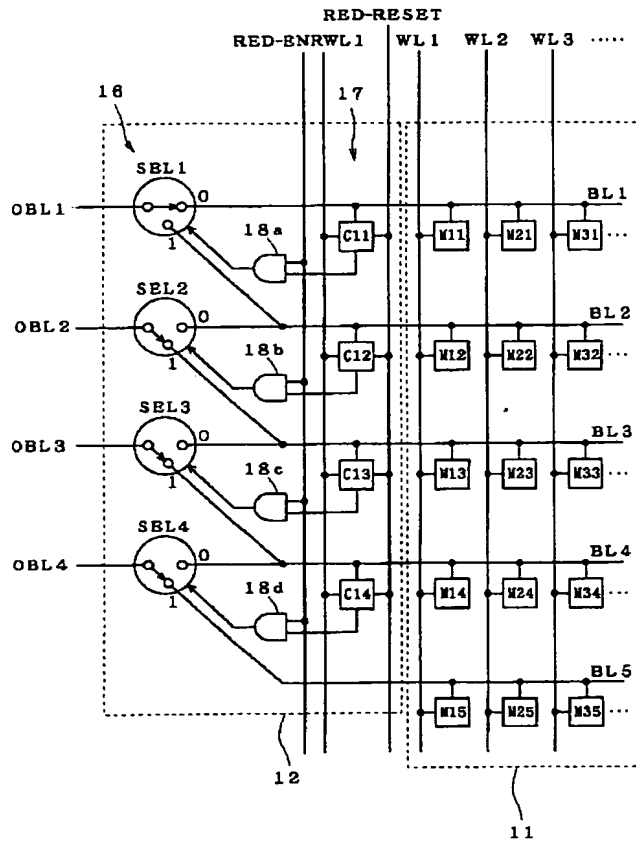 RED-RESET
RED-ENRWL1 WL1 WL2 WL3 .....
16 17
SBL1
OBL1 0 BL1
1 18a C11 M11 M21 M31 ...
SBL2
OBL2 0 BL2
1 18b C12 M12 M22 M32 ...
SBL3
OBL3 0 BL3
1 18c C13 M13 M23 M33 ...
SBL4
OBL4 0 BL4
1 18d C14 M14 M24 M34 ...
BL5
M15 M25 M35 ...
12
11